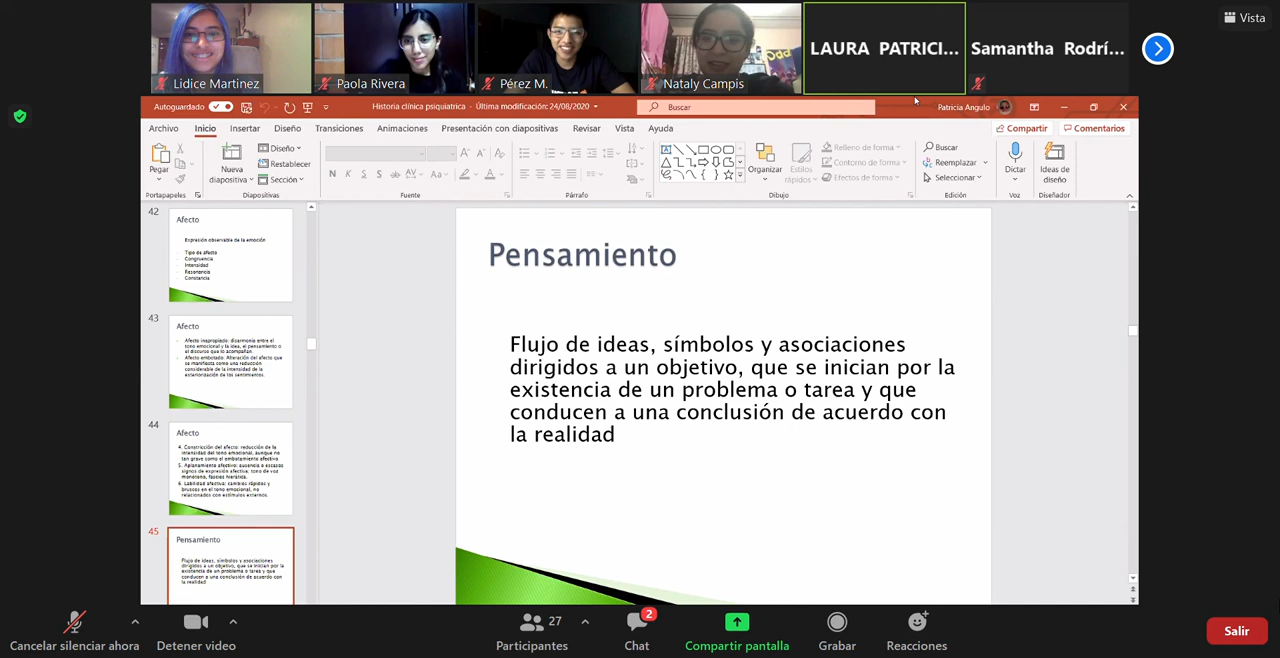 Lidice Martinez
Paola Rivera
Pérez M.
Nataly Campis
LAURA PATRICI...
Samantha Rodrí...
Vista
Autoguardado
Historia clínica psiquiatrica - Última modificación: 24/08/2020
Buscar
Patricia Angulo
Archivo Inicio Insertar Diseño Transiciones Animaciones Presentación con diapositivas Revisar Vista Ayuda
Compartir Comentarios
Pegar
Nueva
diapositiva
Diseño
Restablecer
Sección
N K S S ab AV Aa A
Organizar
Estilos
rápidos
Relleno de forma
Contorno de forma
Efectos de forma
Buscar
Reemplazar
Seleccionar
Dictar
Ideas de
diseño
Portapapeles Diapositivas Fuente Párrafo Dibujo Edición Voz Diseñador
42
Afecto
Expresión observable de la emoción
Tipo de afecto
Congruencia
Intensidad
Resonancia
Constancia
43
Afecto
Afecto inapropiado: disarmonía entre el
tono emocional y la idea, el pensamiento o
el discurso que lo acompañan.
Afecto embotado: Alteración del afecto que
se manifiesta como una reducción
considerable de la intensidad de la
exteriorización de los sentimientos.
44
Afecto
4. Constricción del afecto: reducción de la
intensidad del tono emocional, aunque no
tan grave como el embotamiento afectivo
5. Aplanamiento afectivo: ausencia o escasos
signos de expresión afectiva: tono de voz
monótono, fascies hierática.
6. Labilidad afectiva: cambios rápidos y
bruscos en el tono emocional, no
relacionados con estímulos externos.
45
Pensamiento
Flujo de ideas, símbolos y asociaciones
dirigidos a un objetivo, que se inician por la
existencia de un problema o tarea y que
conducen a una conclusión de acuerdo con
la realidad
Pensamiento
Flujo de ideas, símbolos y asociaciones
dirigidos a un objetivo, que se inician por la
existencia de un problema o tarea y que
conducen a una conclusión de acuerdo con
la realidad
Cancelar silenciar ahora
Detener video
27
Participantes
2
Chat
Compartir pantalla
Grabar
Reacciones
Salir